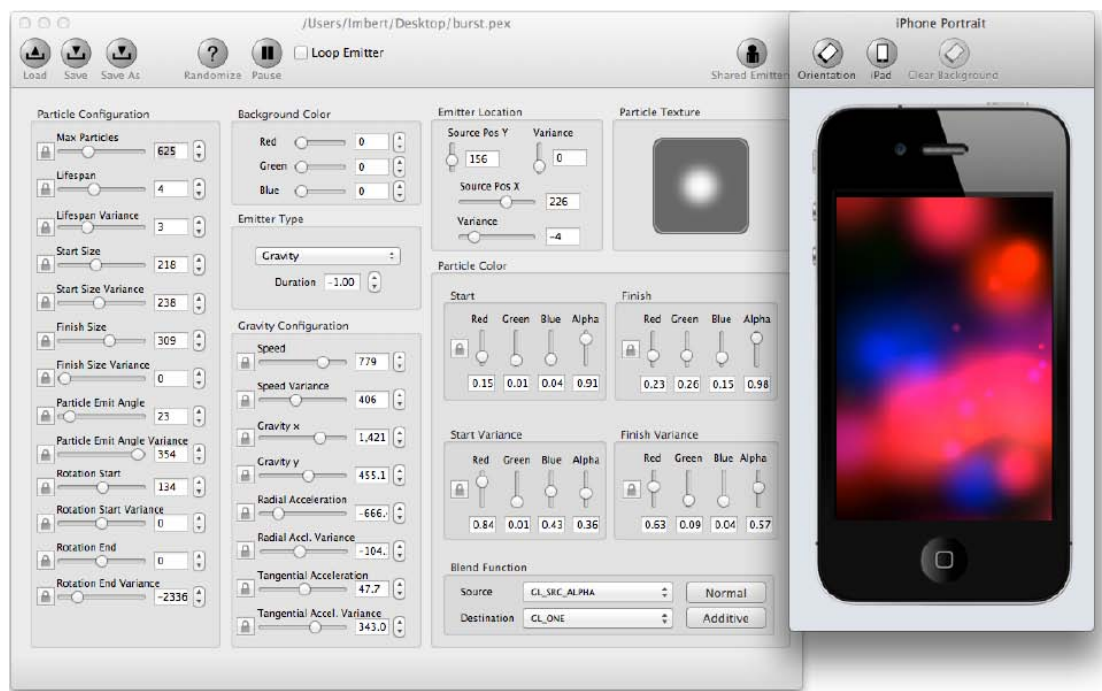 /Users/Imbert/Desktop/burst.pex
Load Save Save As Randomize Pause Loop Emitter Shared Emitters
Particle Configuration
Max Particles
625
Lifespan
4
Lifespan Variance
3
Start Size
218
Start Size Variance
238
Finish Size
309
Finish Size Variance
0
Particle Emit Angle
23
Particle Emit Angle Variance
354
Rotation Start
134
Rotation Start Variance
0
Rotation End
0
Rotation End Variance
-2336
Background Color
Red 0
Green 0
Blue 0
Emitter Type
Gravity
Duration -1.00
Gravity Configuration
Speed
779
Speed Variance
406
Gravity x
1,421
Gravity y
455.1
Radial Acceleration
-666.
Radial Accl. Variance
-104.
Tangential Acceleration
47.7
Tangential Accel. Variance
343.0
Emitter Location
Source Pos Y Variance
156 0
Source Pos X
226
Variance
-4
Particle Texture
Particle Color
Start
Red Green Blue Alpha
0.15 0.01 0.04 0.91
Finish
Red Green Blue Alpha
0.23 0.26 0.15 0.98
Start Variance
Red Green Blue Alpha
0.84 0.01 0.43 0.36
Finish Variance
Red Green Blue Alpha
0.63 0.09 0.04 0.57
Blend Function
Source GL_SRC_ALPHA Normal
Destination GL_ONE Additive
iPhone Portrait
Orientation iPad Clear Background